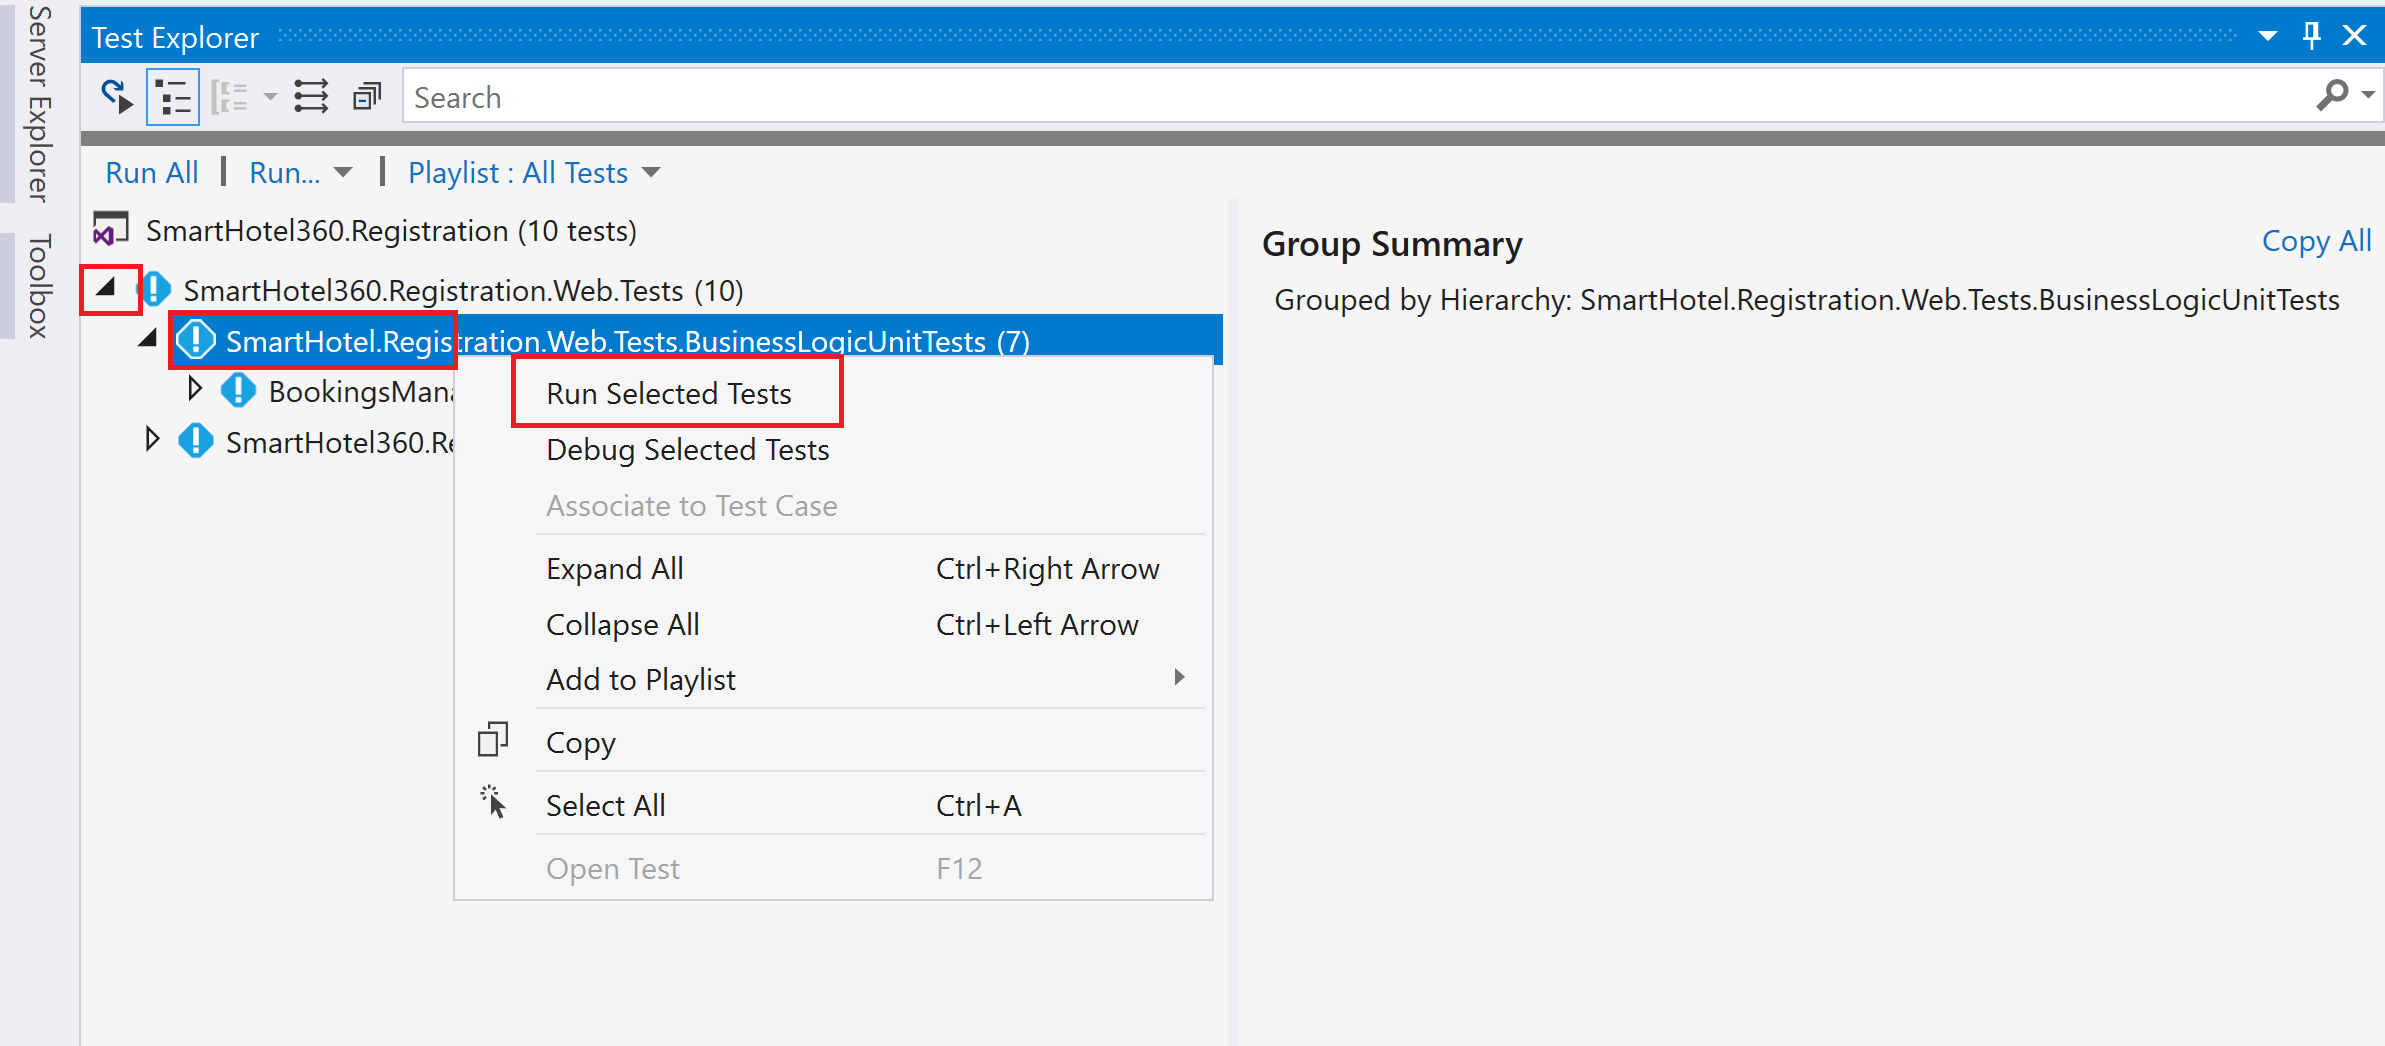 Server Explorer
Toolbox
Test Explorer
Search
Run All | Run... | Playlist : All Tests
SmartHotel360.Registration (10 tests)
SmartHotel360.Registration.Web.Tests (10)
SmartHotel.Registration.Web.Tests.BusinessLogicUnitTests (7)
BookingsMana
SmartHotel360.Re
Run Selected Tests
Debug Selected Tests
Associate to Test Case
Expand All Ctrl+Right Arrow
Collapse All Ctrl+Left Arrow
Add to Playlist
Copy
Select All Ctrl+A
Open Test F12
Group Summary Copy All
Grouped by Hierarchy: SmartHotel.Registration.Web.Tests.BusinessLogicUnitTests